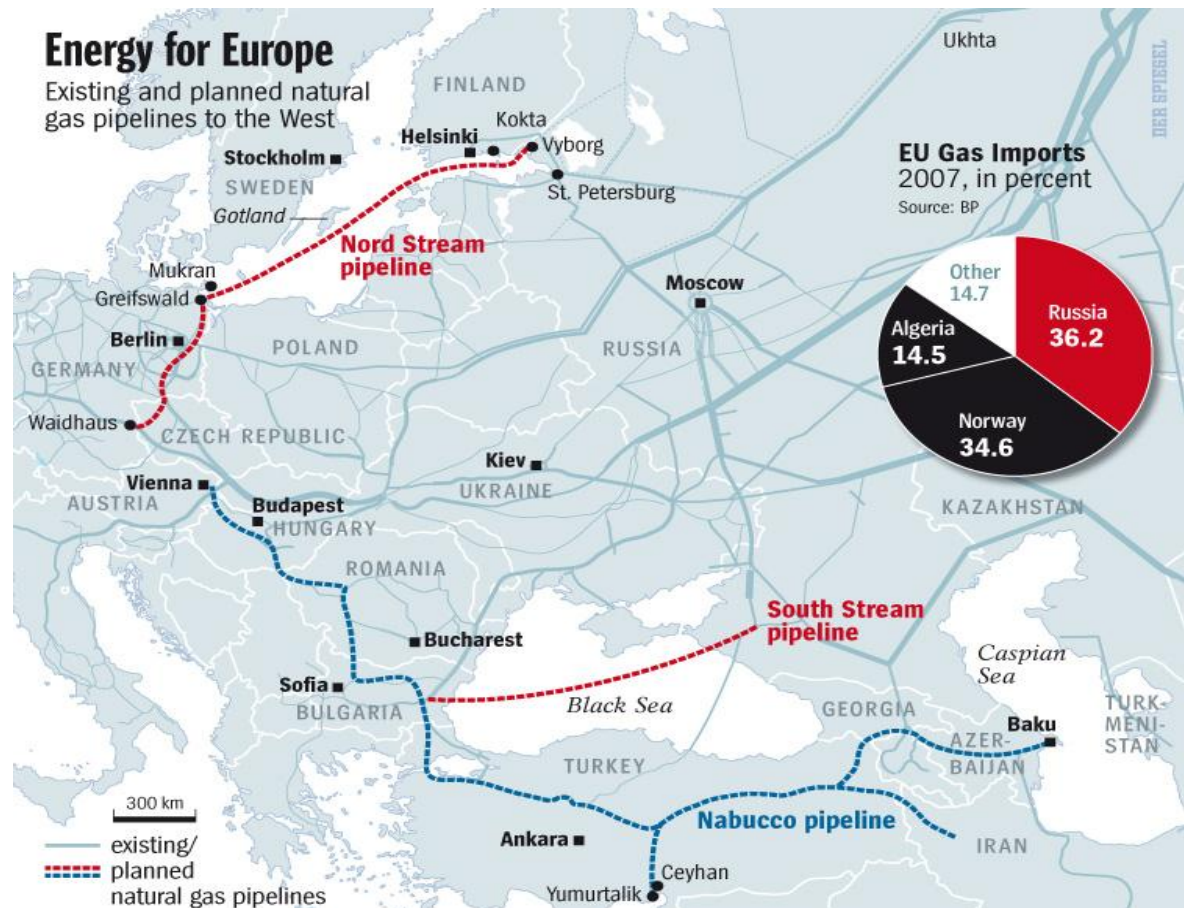 Energy for Europe
Existing and planned natural
gas pipelines to the West
Ukhta
DER SPIEGEL
FINLAND
Kokta
Helsinki
Vyborg
Stockholm
SWEDEN
St. Petersburg
Gotland
EU Gas Imports
2007, in percent
Source: BP
Nord Stream
pipeline
Mukran
Greifswald
Moscow
Other
14.7
Russia
36.2
Algeria
14.5
Norway
34.6
Berlin
POLAND
RUSSIA
GERMANY
Waidhaus
CZECH REPUBLIC
Kiev
UKRAINE
Vienna
AUSTRIA
Budapest
HUNGARY
KAZAKHSTAN
ROMANIA
South Stream
pipeline
Bucharest
Caspian
Sea
Sofia
BULGARIA
Black Sea
GEORGIA
TURK-
MENI-
STAN
Baku
AZER-
BAIJAN
TURKEY
300 km
Nabucco pipeline
Ankara
IRAN
existing/
planned
natural gas pipelines
Ceyhan
Yumurtalik